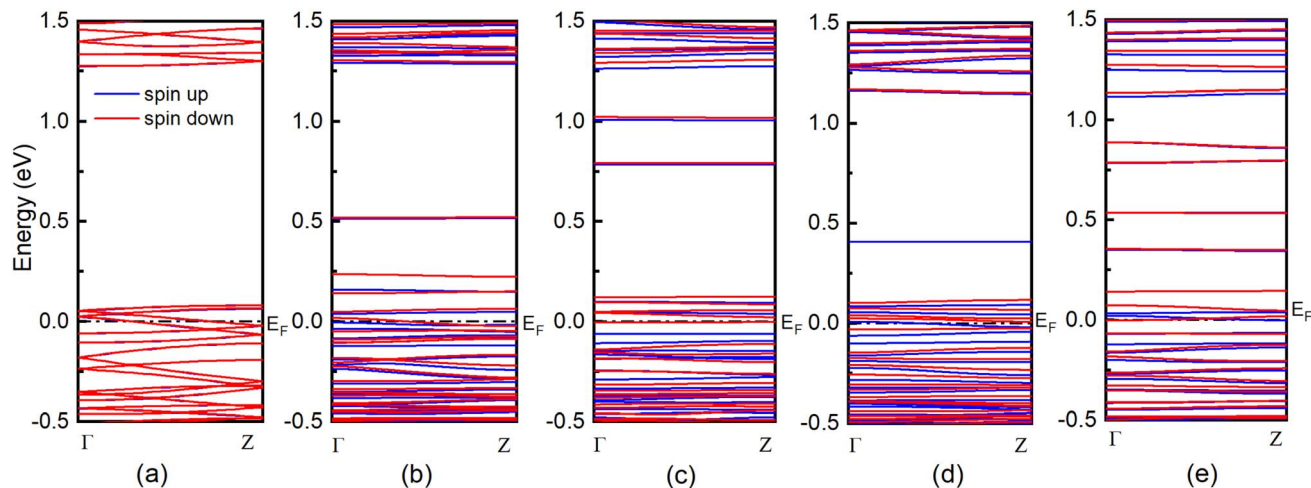 1.5 1.5 1.5 1.5 1.5
spin up
spin down
1.0 1.0 1.0 1.0 1.0
Energy (eV)
0.5 0.5 0.5 0.5 0.5
0.0 E_F 0.0 E_F 0.0 E_F 0.0 E_F 0.0 E_F
-0.5 -0.5 -0.5 -0.5 -0.5
Γ Z Γ Z Γ Z Γ Z Γ Z
(a) (b) (c) (d) (e)